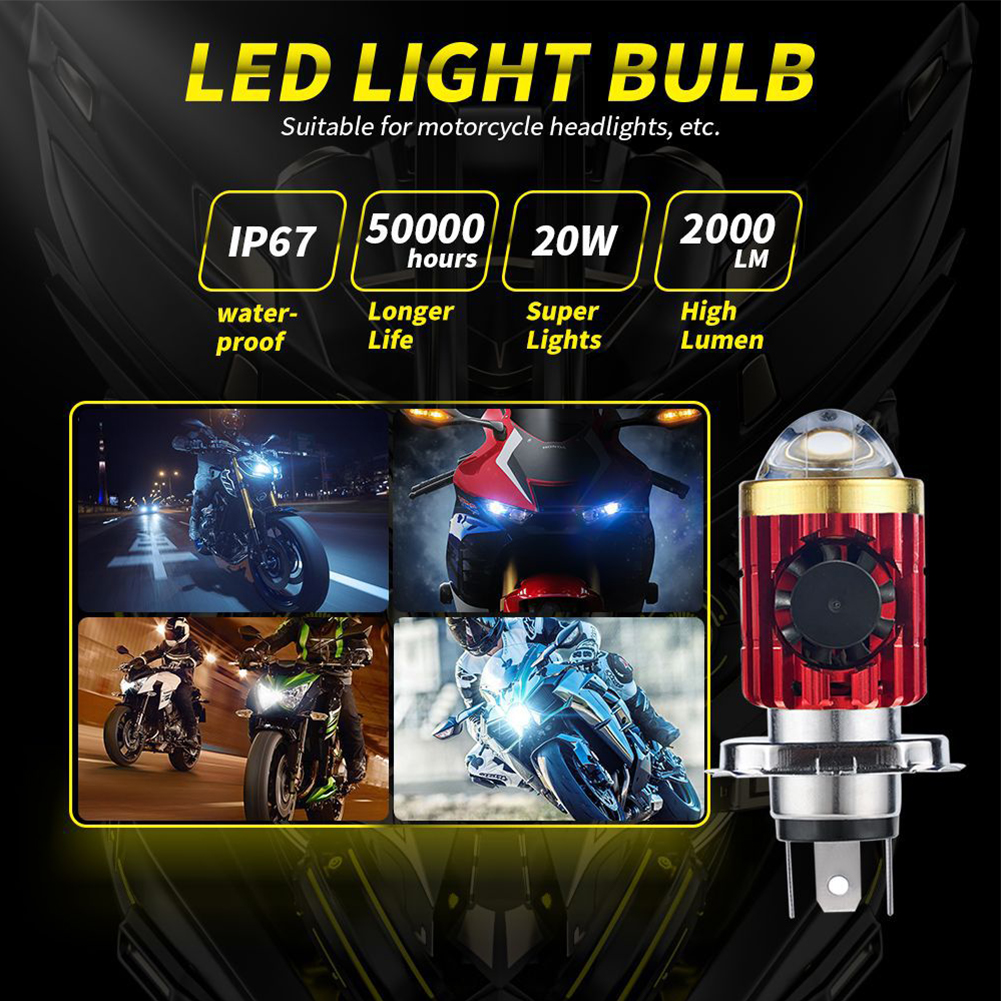 LED LIGHT BULB
Suitable for motorcycle headlights, etc.
IP67
50000
hours
20W
2000
LM
water-
proof
Longer
Life
Super
Lights
High
Lumen